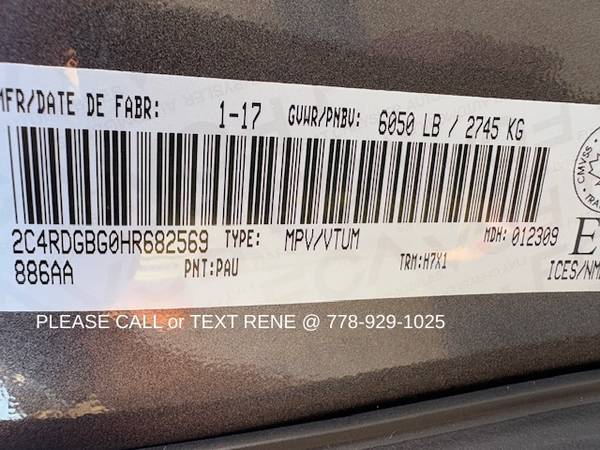 MFR/DATE DE FABR: 1-17 GVWR/PNBV: 6050 LB / 2745 KG
2C4RDGBG0HR682569 TYPE: MPV/VTUM MDH: 012309
886AA PNT:PAU TRM:H7X1 ICES/NM
CMVSS
PLEASE CALL or TEXT RENE @ 778-929-1025